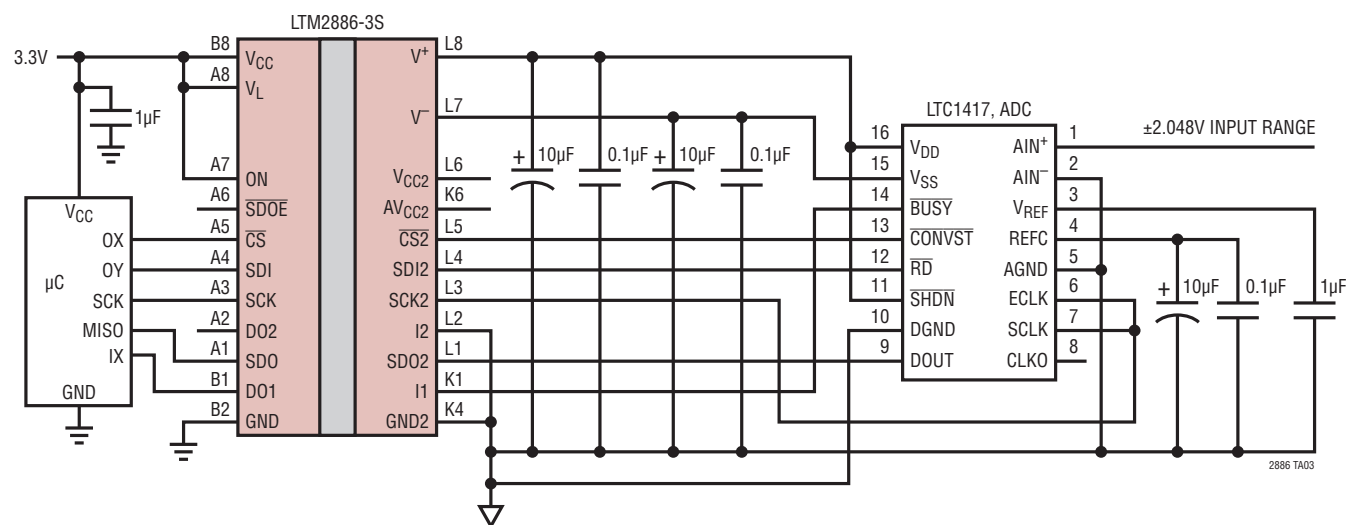 LTM2886-3S
3.3V
1µF
B8
A8
A7
A6
A5
A4
A3
A2
A1
B1
B2
VCC
VL
ON
SDOE
CS
SDI
SCK
DO2
SDO
DO1
GND
VCC
OX
OY
µC
SCK
MISO
IX
GND
V+
V−
VCC2
AVCC2
CS2
SDI2
SCK2
I2
SDO2
I1
GND2
L8
L7
L6
K6
L5
L4
L3
L2
L1
K1
K4
+ 10µF
0.1µF
+ 10µF
0.1µF
LTC1417, ADC
16
15
14
13
12
11
10
9
VDD
VSS
BUSY
CONVST
RD
SHDN
DGND
DOUT
AIN+
AIN−
VREF
REFC
AGND
ECLK
SCLK
CLKO
1
2
3
4
5
6
7
8
±2.048V INPUT RANGE
+ 10µF
0.1µF
1µF
2886 TA03